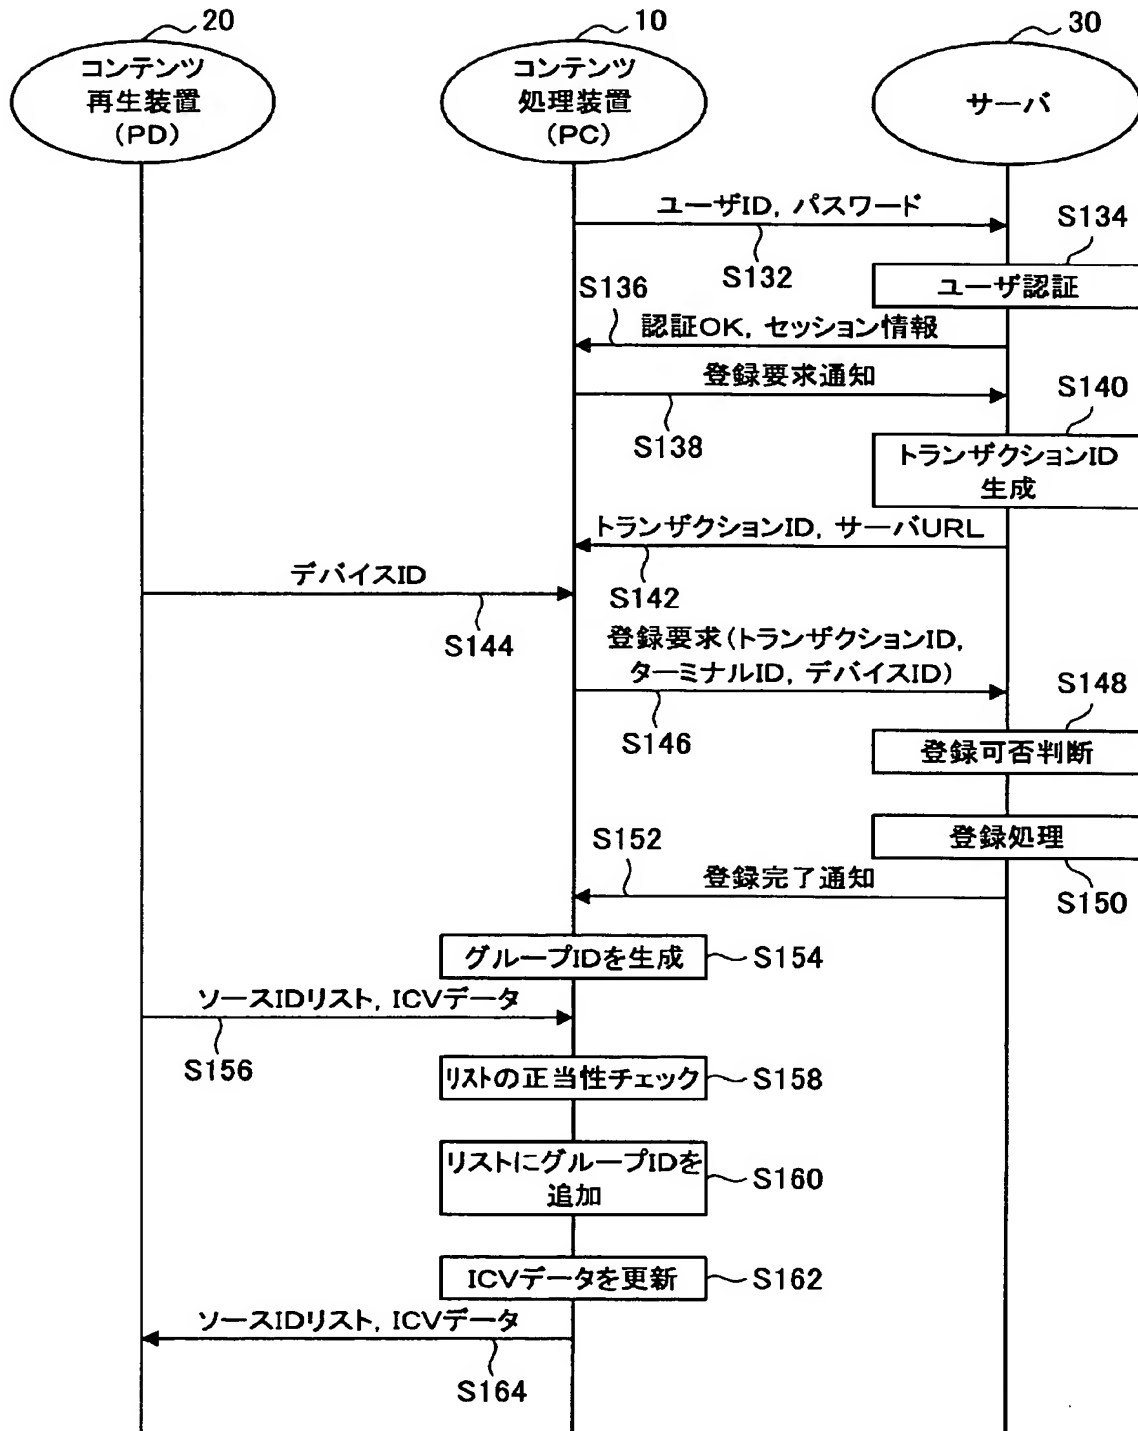 20
10
30
コンテンツ
再生装置
(PD)
コンテンツ
処理装置
(PC)
サーバ
ユーザID, パスワード
S132
S134
ユーザ認証
S136
認証OK, セッション情報
登録要求通知
S138
S140
トランザクションID
生成
トランザクションID, サーバURL
S142
デバイスID
S144
登録要求(トランザクションID,
ターミナルID, デバイスID)
S146
S148
登録可否判断
登録処理
S150
S152
登録完了通知
グループIDを生成
S154
ソースIDリスト, ICVデータ
S156
リストの正当性チェック
S158
リストにグループIDを
追加
S160
ICVデータを更新
S162
ソースIDリスト, ICVデータ
S164